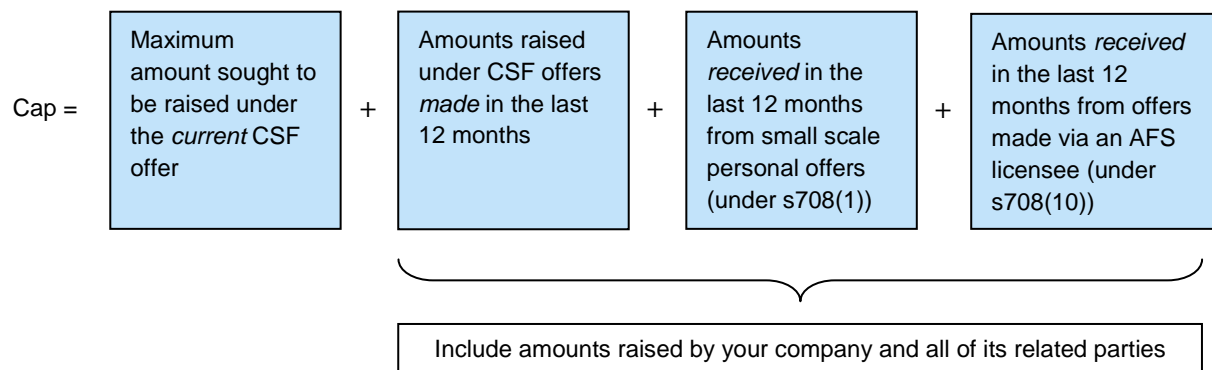 Cap =
Maximum
amount sought to
be raised under
the current CSF
offer
+
Amounts raised
under CSF offers
made in the last
12 months
+
Amounts
received in the
last 12 months
from small scale
personal offers
(under s708(1))
+
Amounts received
in the last 12
months from offers
made via an AFS
licensee (under
s708(10))
Include amounts raised by your company and all of its related parties